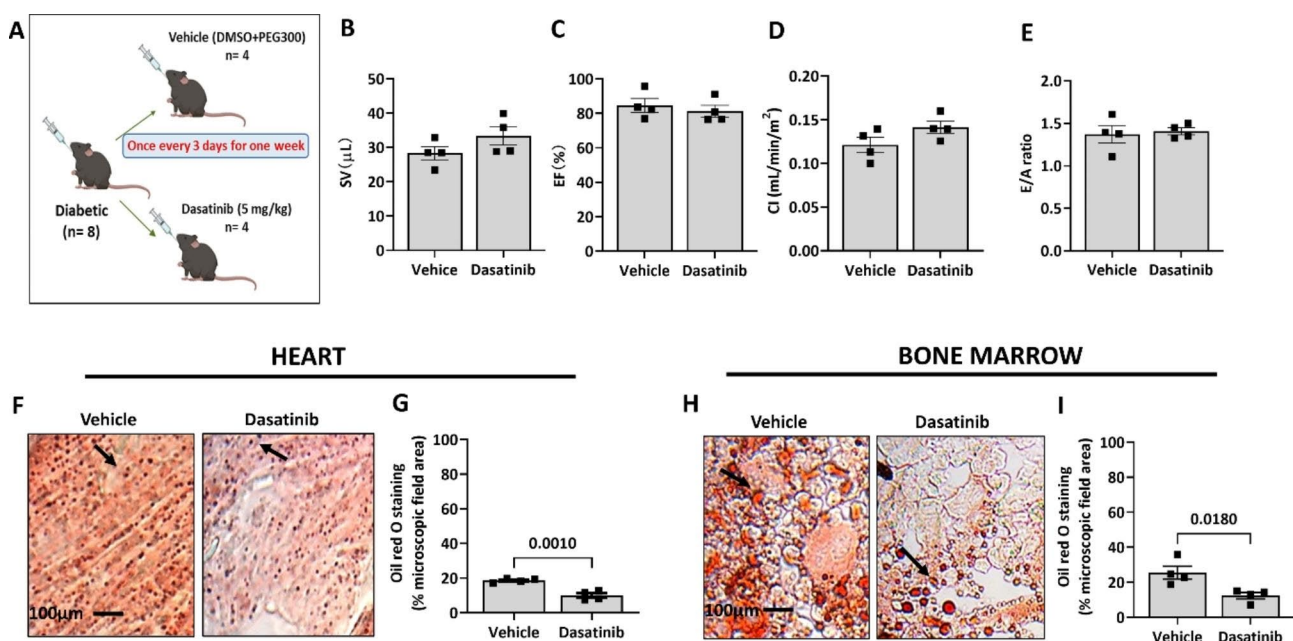 A
Vehicle (DMSO+PEG300)
n= 4
Once every 3 days for one week
Diabetic
(n= 8)
Dasatinib (5 mg/kg)
n= 4
B
SV(μL)
50
40
30
20
10
0
Vehice
Dasatinib
C
EF(%)
100
80
60
40
20
0
Vehicle
Dasatinib
D
CI (mL/min/m²)
0.20
0.15
0.10
0.05
0.00
Vehicle
Dasatinib
E
E/A ratio
2.0
1.5
1.0
0.5
0.0
Vehicle
Dasatinib
HEART
F
Vehicle
Dasatinib
100μm
G
Oil red O staining
(% microscopic field area)
100
80
60
40
20
0
0.0010
Vehicle
Dasatinib
BONE MARROW
H
Vehicle
Dasatinib
100μm
I
Oil red O staining
(% microscopic field area)
100
80
60
40
20
0
0.0180
Vehicle
Dasatinib